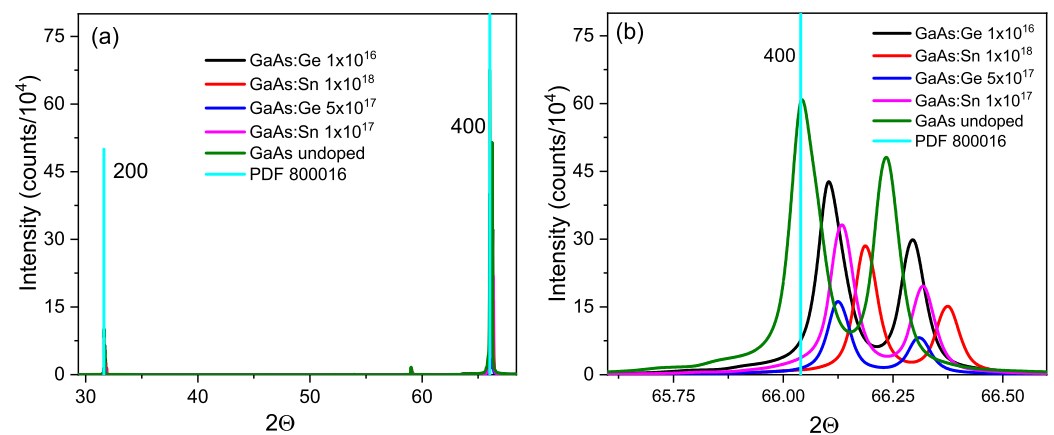 (a)
GaAs:Ge 1x10¹⁶
GaAs:Sn 1x10¹⁸
GaAs:Ge 5x10¹⁷
GaAs:Sn 1x10¹⁷
GaAs undoped
PDF 800016
200
400
75
60
45
30
15
0
Intensity (counts/10⁴)
30 40 50 60
2Θ
(b)
GaAs:Ge 1x10¹⁶
GaAs:Sn 1x10¹⁸
GaAs:Ge 5x10¹⁷
GaAs:Sn 1x10¹⁷
GaAs undoped
PDF 800016
400
75
60
45
30
15
0
Intensity (counts/10⁴)
65.75 66.00 66.25 66.50
2Θ